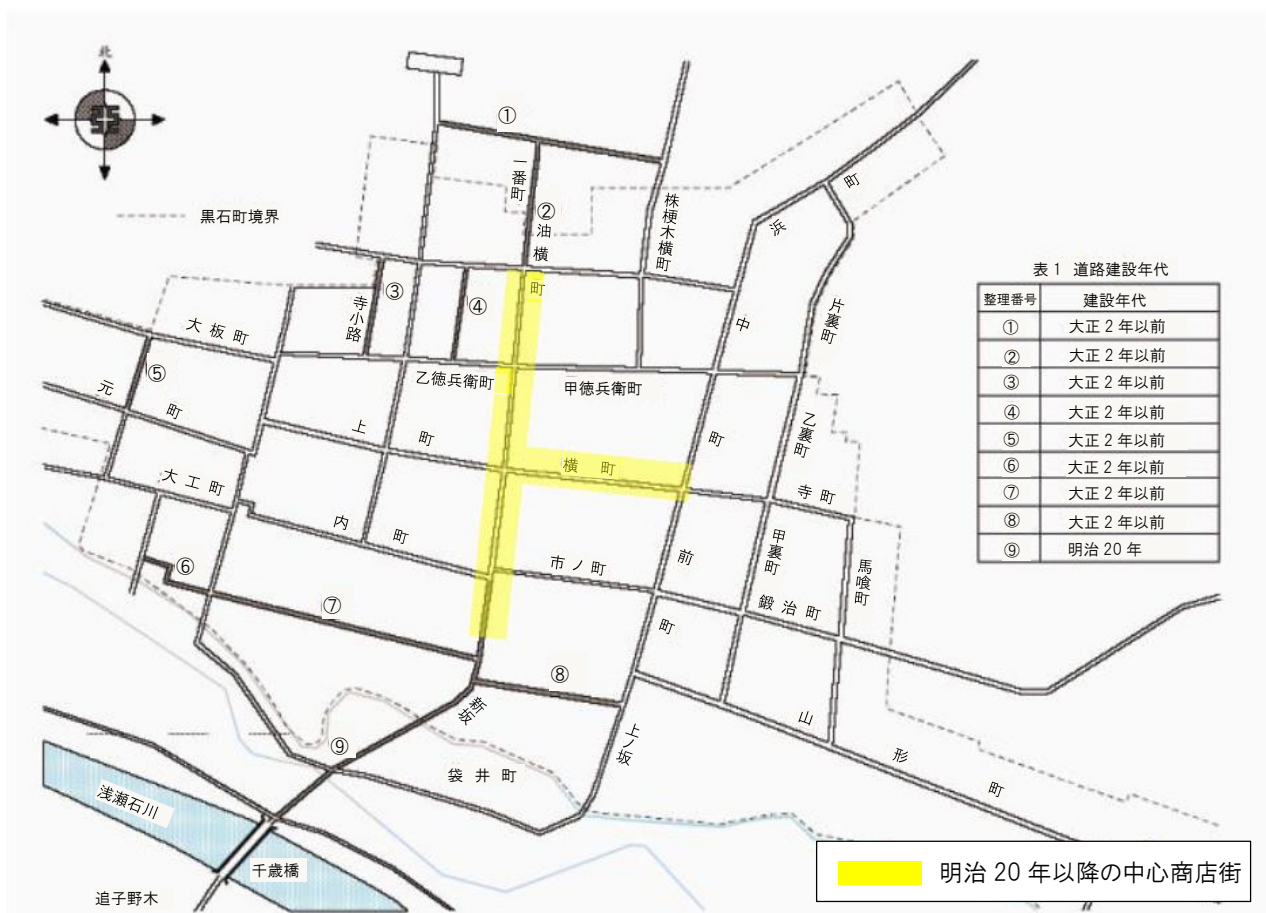 北
黒石町境界
①
一番町
②
油
横
町
株梗木横町
浜
町
③
④
寺小路
中
片裏町
大板町
⑤
乙徳兵衛町
甲徳兵衛町
元
町
上
町
横 町
町
乙裏町
寺町
大工町
内
町
市ノ町
前
甲裏町
馬喰町
鍛治町
町
⑥
⑦
⑧
新坂
上ノ坂
山
形
町
⑨
袋井町
浅瀬石川
千歳橋
追子野木
表1 道路建設年代
整理番号 建設年代
① 大正2年以前
② 大正2年以前
③ 大正2年以前
④ 大正2年以前
⑤ 大正2年以前
⑥ 大正2年以前
⑦ 大正2年以前
⑧ 大正2年以前
⑨ 明治20年
明治20年以降の中心商店街